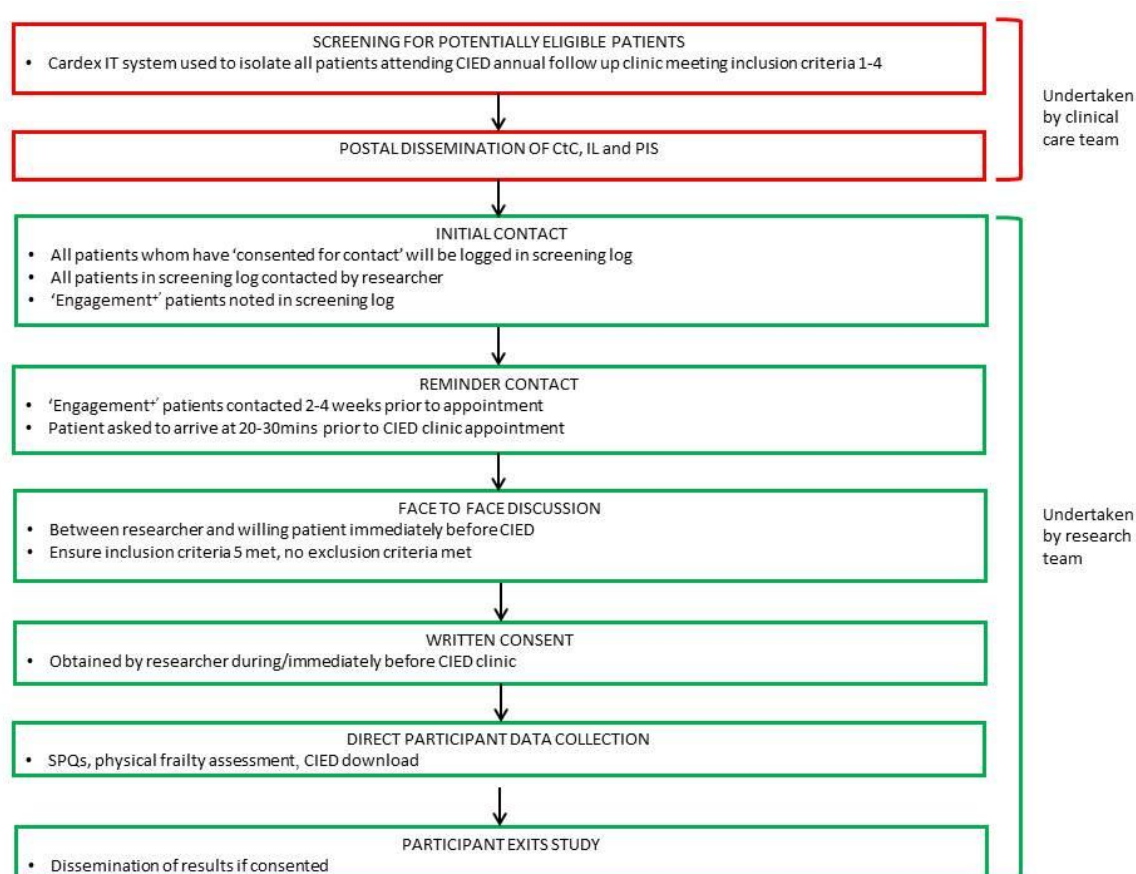 SCREENING FOR POTENTIALLY ELIGIBLE PATIENTS
• Cardex IT system used to isolate all patients attending CIED annual follow up clinic meeting inclusion criteria 1-4
Undertaken
by clinical
care team
POSTAL DISSEMINATION OF CtC, IL and PIS
INITIAL CONTACT
• All patients whom have ‘consented for contact’ will be logged in screening log
• All patients in screening log contacted by researcher
• ‘Engagement⁺’ patients noted in screening log
REMINDER CONTACT
• ‘Engagement⁺’ patients contacted 2-4 weeks prior to appointment
• Patient asked to arrive at 20-30mins prior to CIED clinic appointment
FACE TO FACE DISCUSSION
• Between researcher and willing patient immediately before CIED
• Ensure inclusion criteria 5 met, no exclusion criteria met
Undertaken
by research
team
WRITTEN CONSENT
• Obtained by researcher during/immediately before CIED clinic
DIRECT PARTICIPANT DATA COLLECTION
• SPQs, physical frailty assessment, CIED download
PARTICIPANT EXITS STUDY
• Dissemination of results if consented